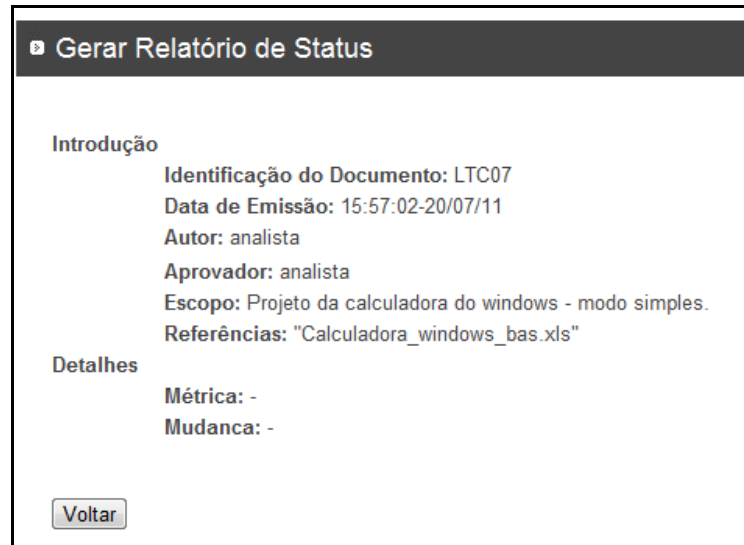 Gerar Relatório de Status
Introdução
Identificação do Documento: LTC07
Data de Emissão: 15:57:02-20/07/11
Autor: analista
Aprovador: analista
Escopo: Projeto da calculadora do windows - modo simples.
Referências: "Calculadora_windows_bas.xls"
Detalhes
Métrica: -
Mudanca: -
Voltar